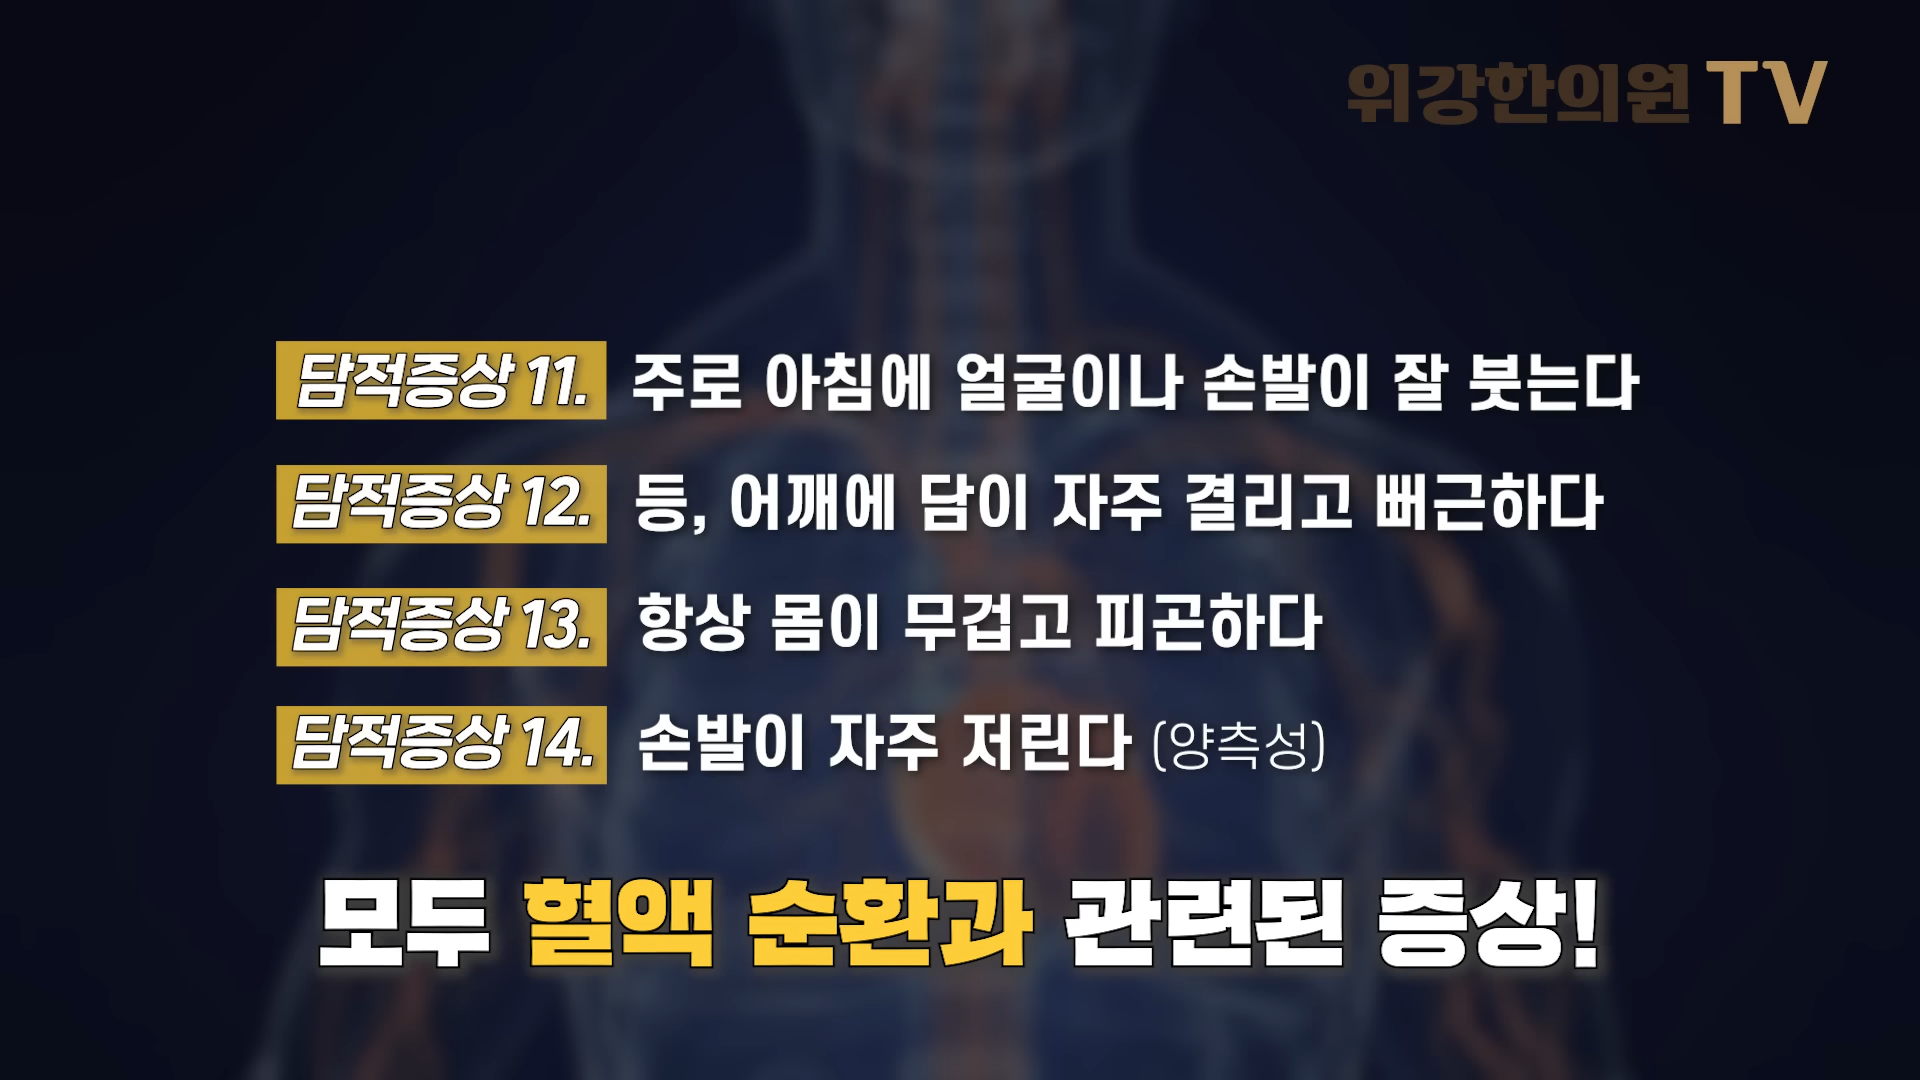 위강한의원 TV
담적증상 11. 주로 아침에 얼굴이나 손발이 잘 붓는다
담적증상 12. 등, 어깨에 담이 자주 결리고 뻐근하다
담적증상 13. 항상 몸이 무겁고 피곤하다
담적증상 14. 손발이 자주 저린다 (양측성)
모두 혈액 순환과 관련된 증상!